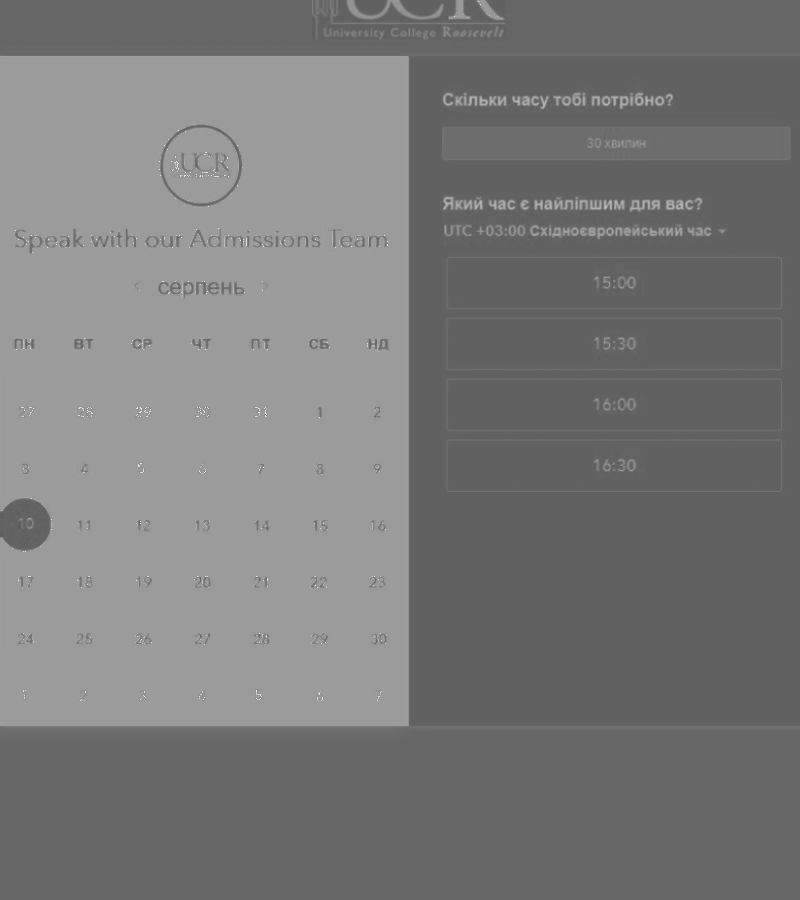 UCR
University College Roosevelt
UCR
Speak with our Admissions Team
< серпень >
ПН ВТ СР ЧТ ПТ СБ НД
27 28 29 30 31 1 2
3 4 5 6 7 8 9
10 11 12 13 14 15 16
17 18 19 20 21 22 23
24 25 26 27 28 29 30
1 2 3 4 5 6 7
Скільки часу тобі потрібно?
30 хвилин
Який час є найліпшим для вас?
UTC +03:00 Східноєвропейський час
15:00
15:30
16:00
16:30